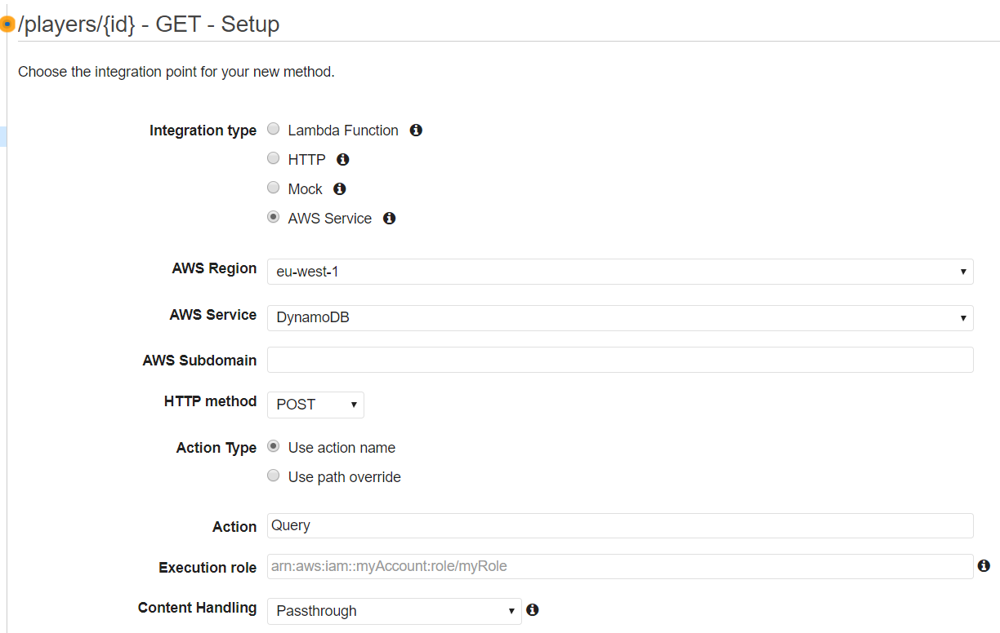 /players/{id} - GET - Setup
Choose the integration point for your new method.
Integration type Lambda Function
HTTP
Mock
AWS Service
AWS Region eu-west-1
AWS Service DynamoDB
AWS Subdomain
HTTP method POST
Action Type Use action name
Use path override
Action Query
Execution role arn:aws:iam::myAccount:role/myRole
Content Handling Passthrough